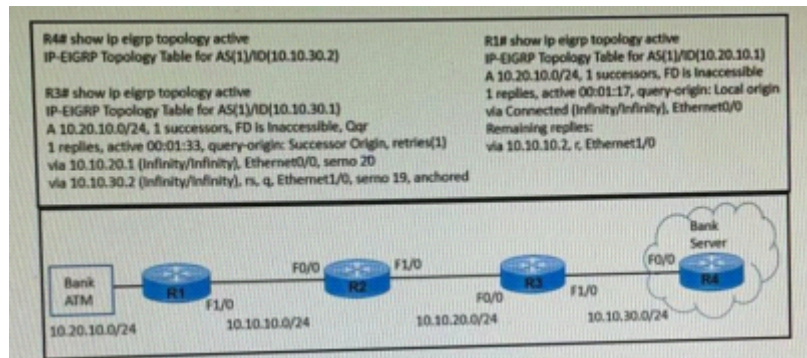 R4# show ip eigrp topology active
IP-EIGRP Topology Table for AS(1)/ID(10.10.30.2)
R3# show ip eigrp topology active
IP-EIGRP Topology Table for AS(1)/ID(10.10.30.1)
A 10.20.10.0/24, 1 successors, FD is Inaccessible, Qqr
1 replies, active 00:01:33, query-origin: Successor Origin, retries(1)
via 10.10.20.1 (Infinity/Infinity), Ethernet0/0, serno 20
via 10.10.30.2 (Infinity/Infinity), rs, q, Ethernet1/0, serno 19, anchored
R1# show ip eigrp topology active
IP-EIGRP Topology Table for AS(1)/ID(10.20.10.1)
A 10.20.10.0/24, 1 successors, FD is Inaccessible
1 replies, active 00:01:17, query-origin: Local origin
via Connected (Infinity/Infinity), Ethernet0/0
Remaining replies:
via 10.10.10.2, r, Ethernet1/0
Bank
ATM
10.20.10.0/24
R1
F1/0
10.10.10.0/24
F0/0
R2
F1/0
10.10.20.0/24
F0/0
R3
F1/0
10.10.30.0/24
Bank
Server
F0/0
R4